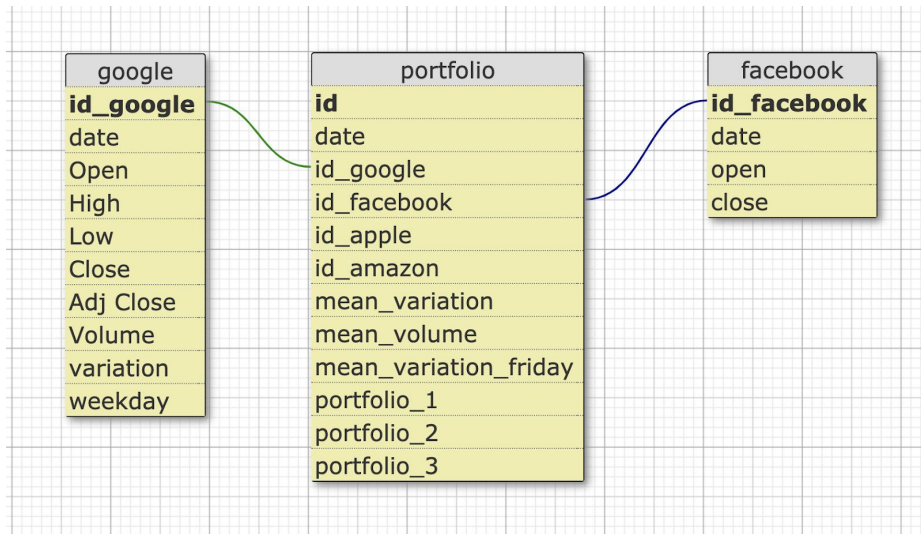 google
id_google
date
Open
High
Low
Close
Adj Close
Volume
variation
weekday
portfolio
id
date
id_google
id_facebook
id_apple
id_amazon
mean_variation
mean_volume
mean_variation_friday
portfolio_1
portfolio_2
portfolio_3
facebook
id_facebook
date
open
close